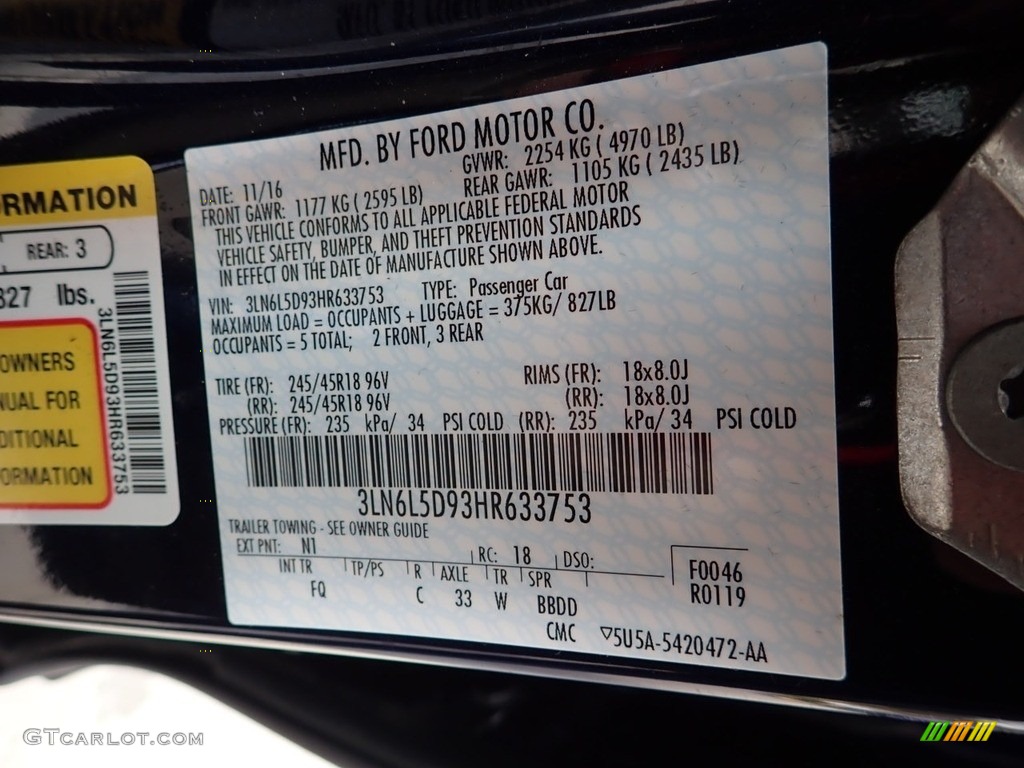 MFD. BY FORD MOTOR CO.
DATE: 11/16 GVWR: 2254 KG ( 4970 LB)
FRONT GAWR: 1177 KG ( 2595 LB) REAR GAWR: 1105 KG ( 2435 LB)
THIS VEHICLE CONFORMS TO ALL APPLICABLE FEDERAL MOTOR
VEHICLE SAFETY, BUMPER, AND THEFT PREVENTION STANDARDS
IN EFFECT ON THE DATE OF MANUFACTURE SHOWN ABOVE.
VIN: 3LN6L5D93HR633753 TYPE: Passenger Car
MAXIMUM LOAD = OCCUPANTS + LUGGAGE = 375KG/ 827LB
OCCUPANTS = 5 TOTAL; 2 FRONT, 3 REAR
TIRE (FR): 245/45R18 96V RIMS (FR): 18x8.0J
(RR): 245/45R18 96V (RR): 18x8.0J
PRESSURE (FR): 235 kPa/ 34 PSI COLD (RR): 235 kPa/ 34 PSI COLD
3LN6L5D93HR633753
TRAILER TOWING - SEE OWNER GUIDE
EXT PNT: N1 RC: 18 DSO:
INT TR TP/PS R AXLE TR SPR F0046
FQ C 33 W BBDD R0119
CMC ▽5U5A-5420472-AA
RMATION
REAR: 3
827 lbs.
OWNERS
NUAL FOR
DITIONAL
FORMATION
3LN6L5D93HR633753
GTcarlot.com